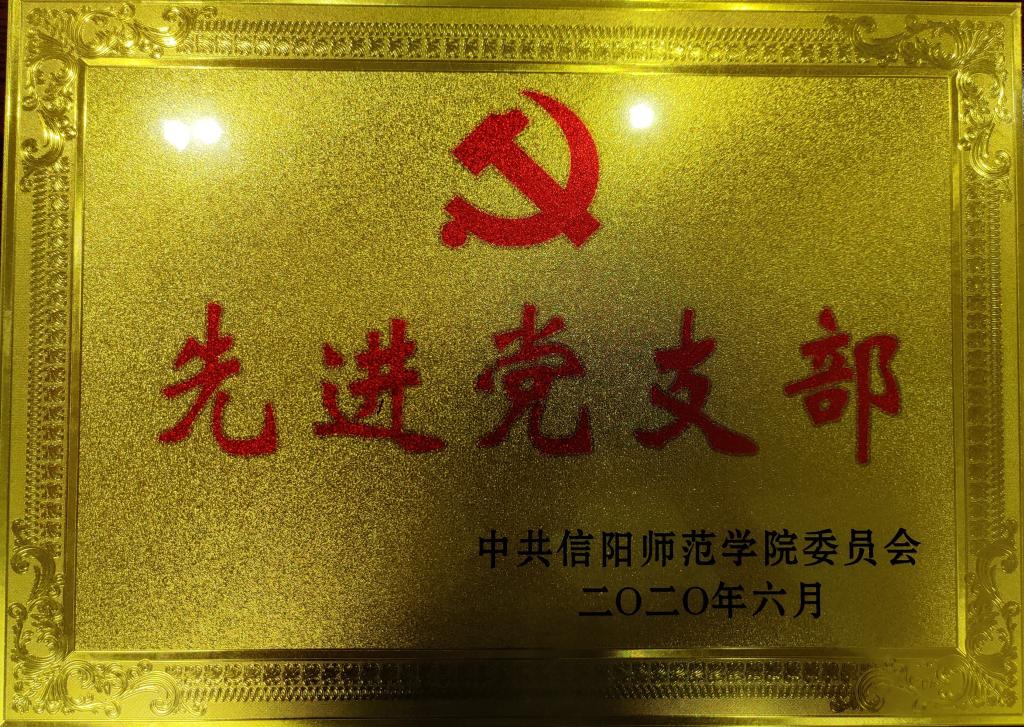 先进党支部
中共信阳师范学院委员会
二〇二〇年六月